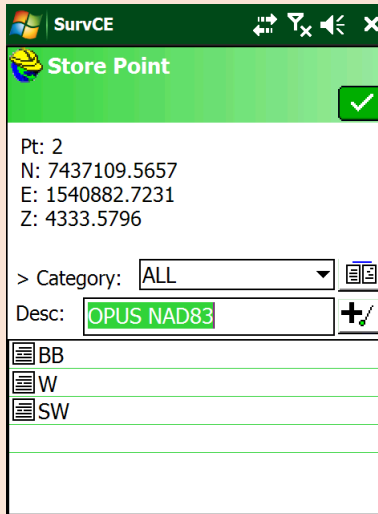 SurvCE
Store Point
Pt: 2
N: 7437109.5657
E: 1540882.7231
Z: 4333.5796
> Category: ALL
Desc: OPUS NAD83
BB
W
SW